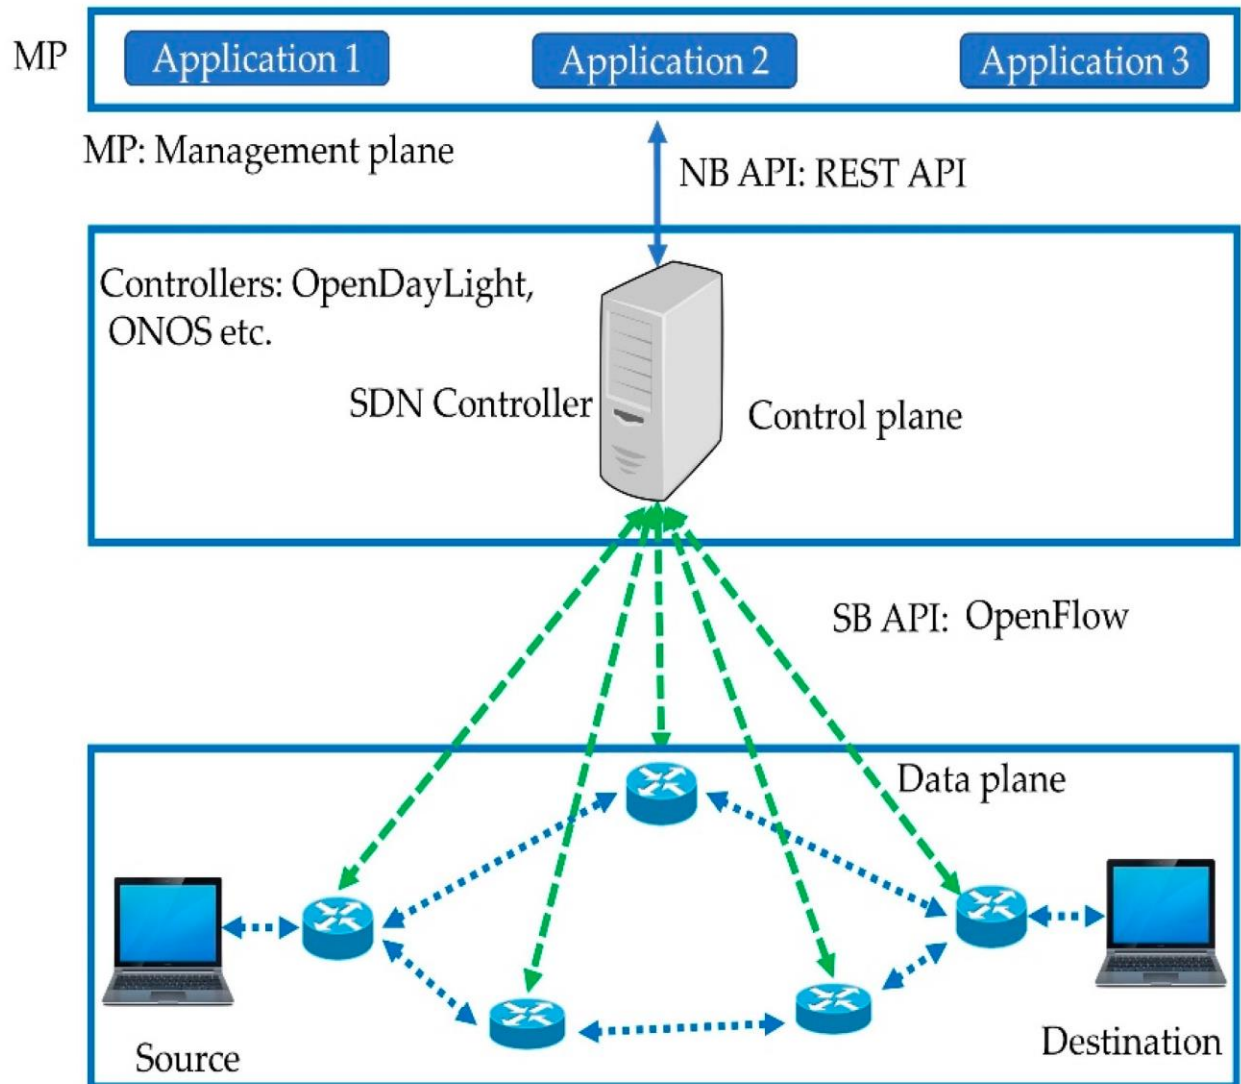 MP
Application 1
Application 2
Application 3
MP: Management plane
NB API: REST API
Controllers: OpenDayLight,
ONOS etc.
SDN Controller
Control plane
SB API: OpenFlow
Data plane
Source
Destination